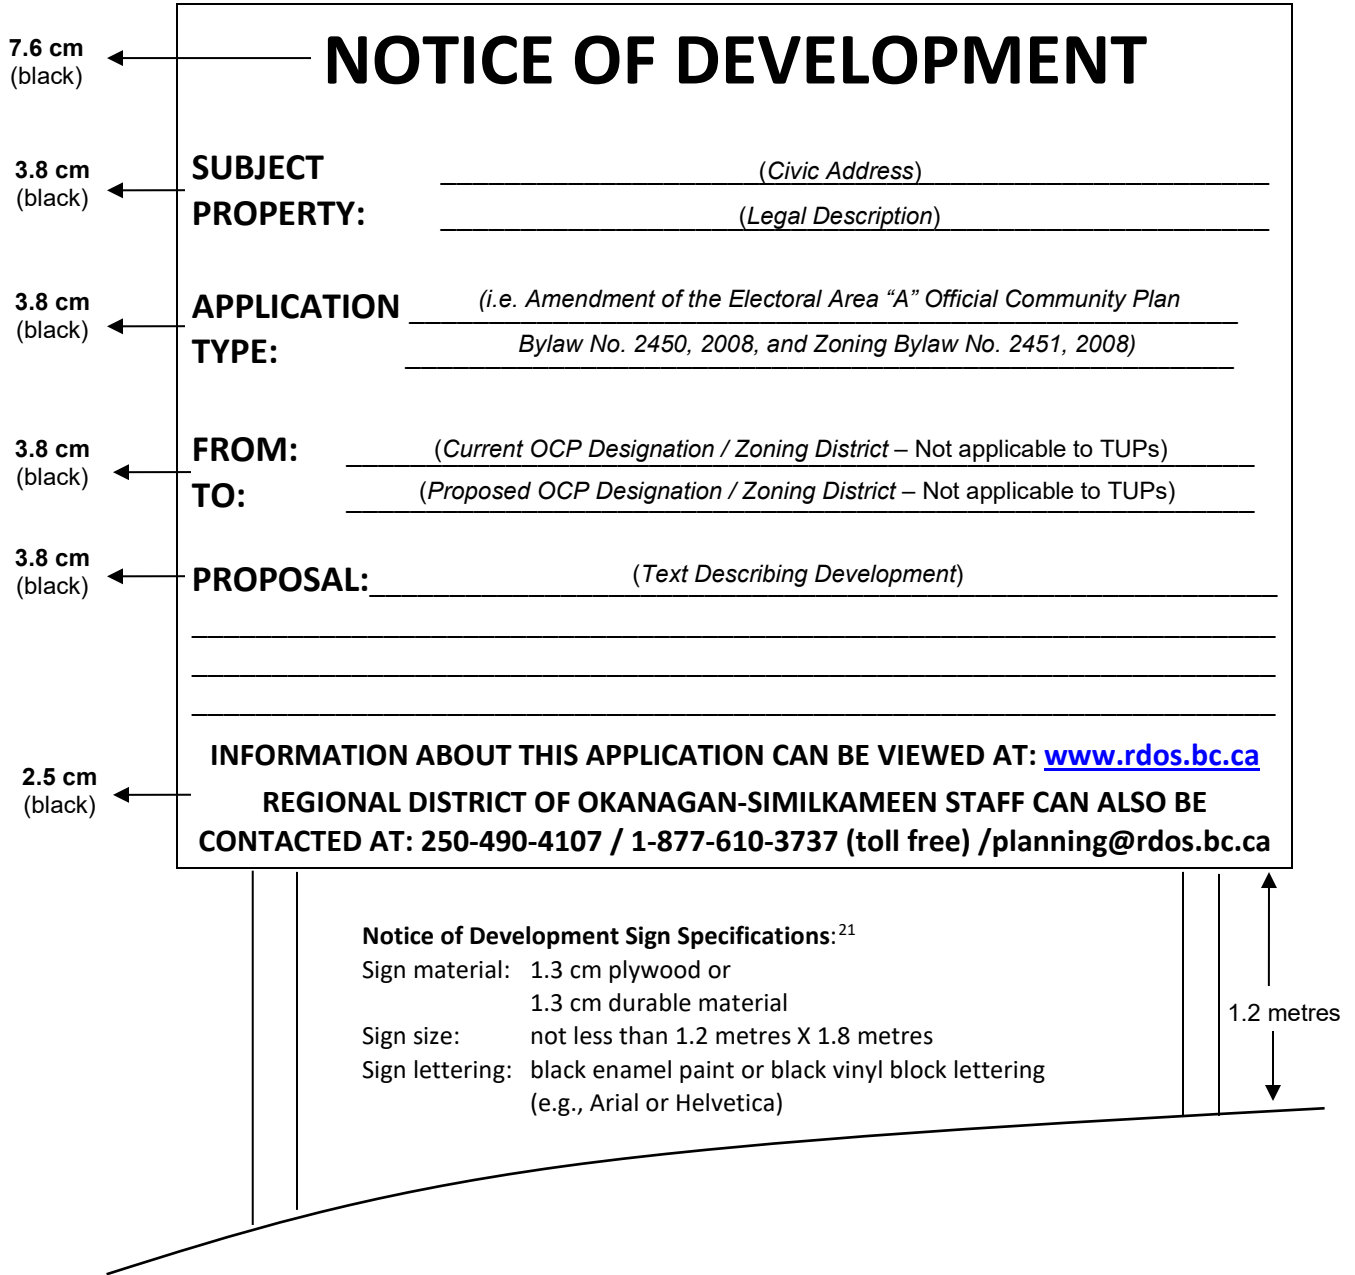 7.6 cm
(black)
NOTICE OF DEVELOPMENT
3.8 cm
(black)
SUBJECT
PROPERTY:
(Civic Address)
(Legal Description)
3.8 cm
(black)
APPLICATION
TYPE:
(i.e. Amendment of the Electoral Area “A” Official Community Plan
Bylaw No. 2450, 2008, and Zoning Bylaw No. 2451, 2008)
3.8 cm
(black)
FROM: (Current OCP Designation / Zoning District – Not applicable to TUPs)
TO: (Proposed OCP Designation / Zoning District – Not applicable to TUPs)
3.8 cm
(black)
PROPOSAL: (Text Describing Development)
INFORMATION ABOUT THIS APPLICATION CAN BE VIEWED AT: www.rdos.bc.ca
2.5 cm
(black)
REGIONAL DISTRICT OF OKANAGAN-SIMILKAMEEN STAFF CAN ALSO BE
CONTACTED AT: 250-490-4107 / 1-877-610-3737 (toll free) /planning@rdos.bc.ca
Notice of Development Sign Specifications:21
Sign material: 1.3 cm plywood or
1.3 cm durable material
Sign size: not less than 1.2 metres X 1.8 metres
Sign lettering: black enamel paint or black vinyl block lettering
(e.g., Arial or Helvetica)
1.2 metres